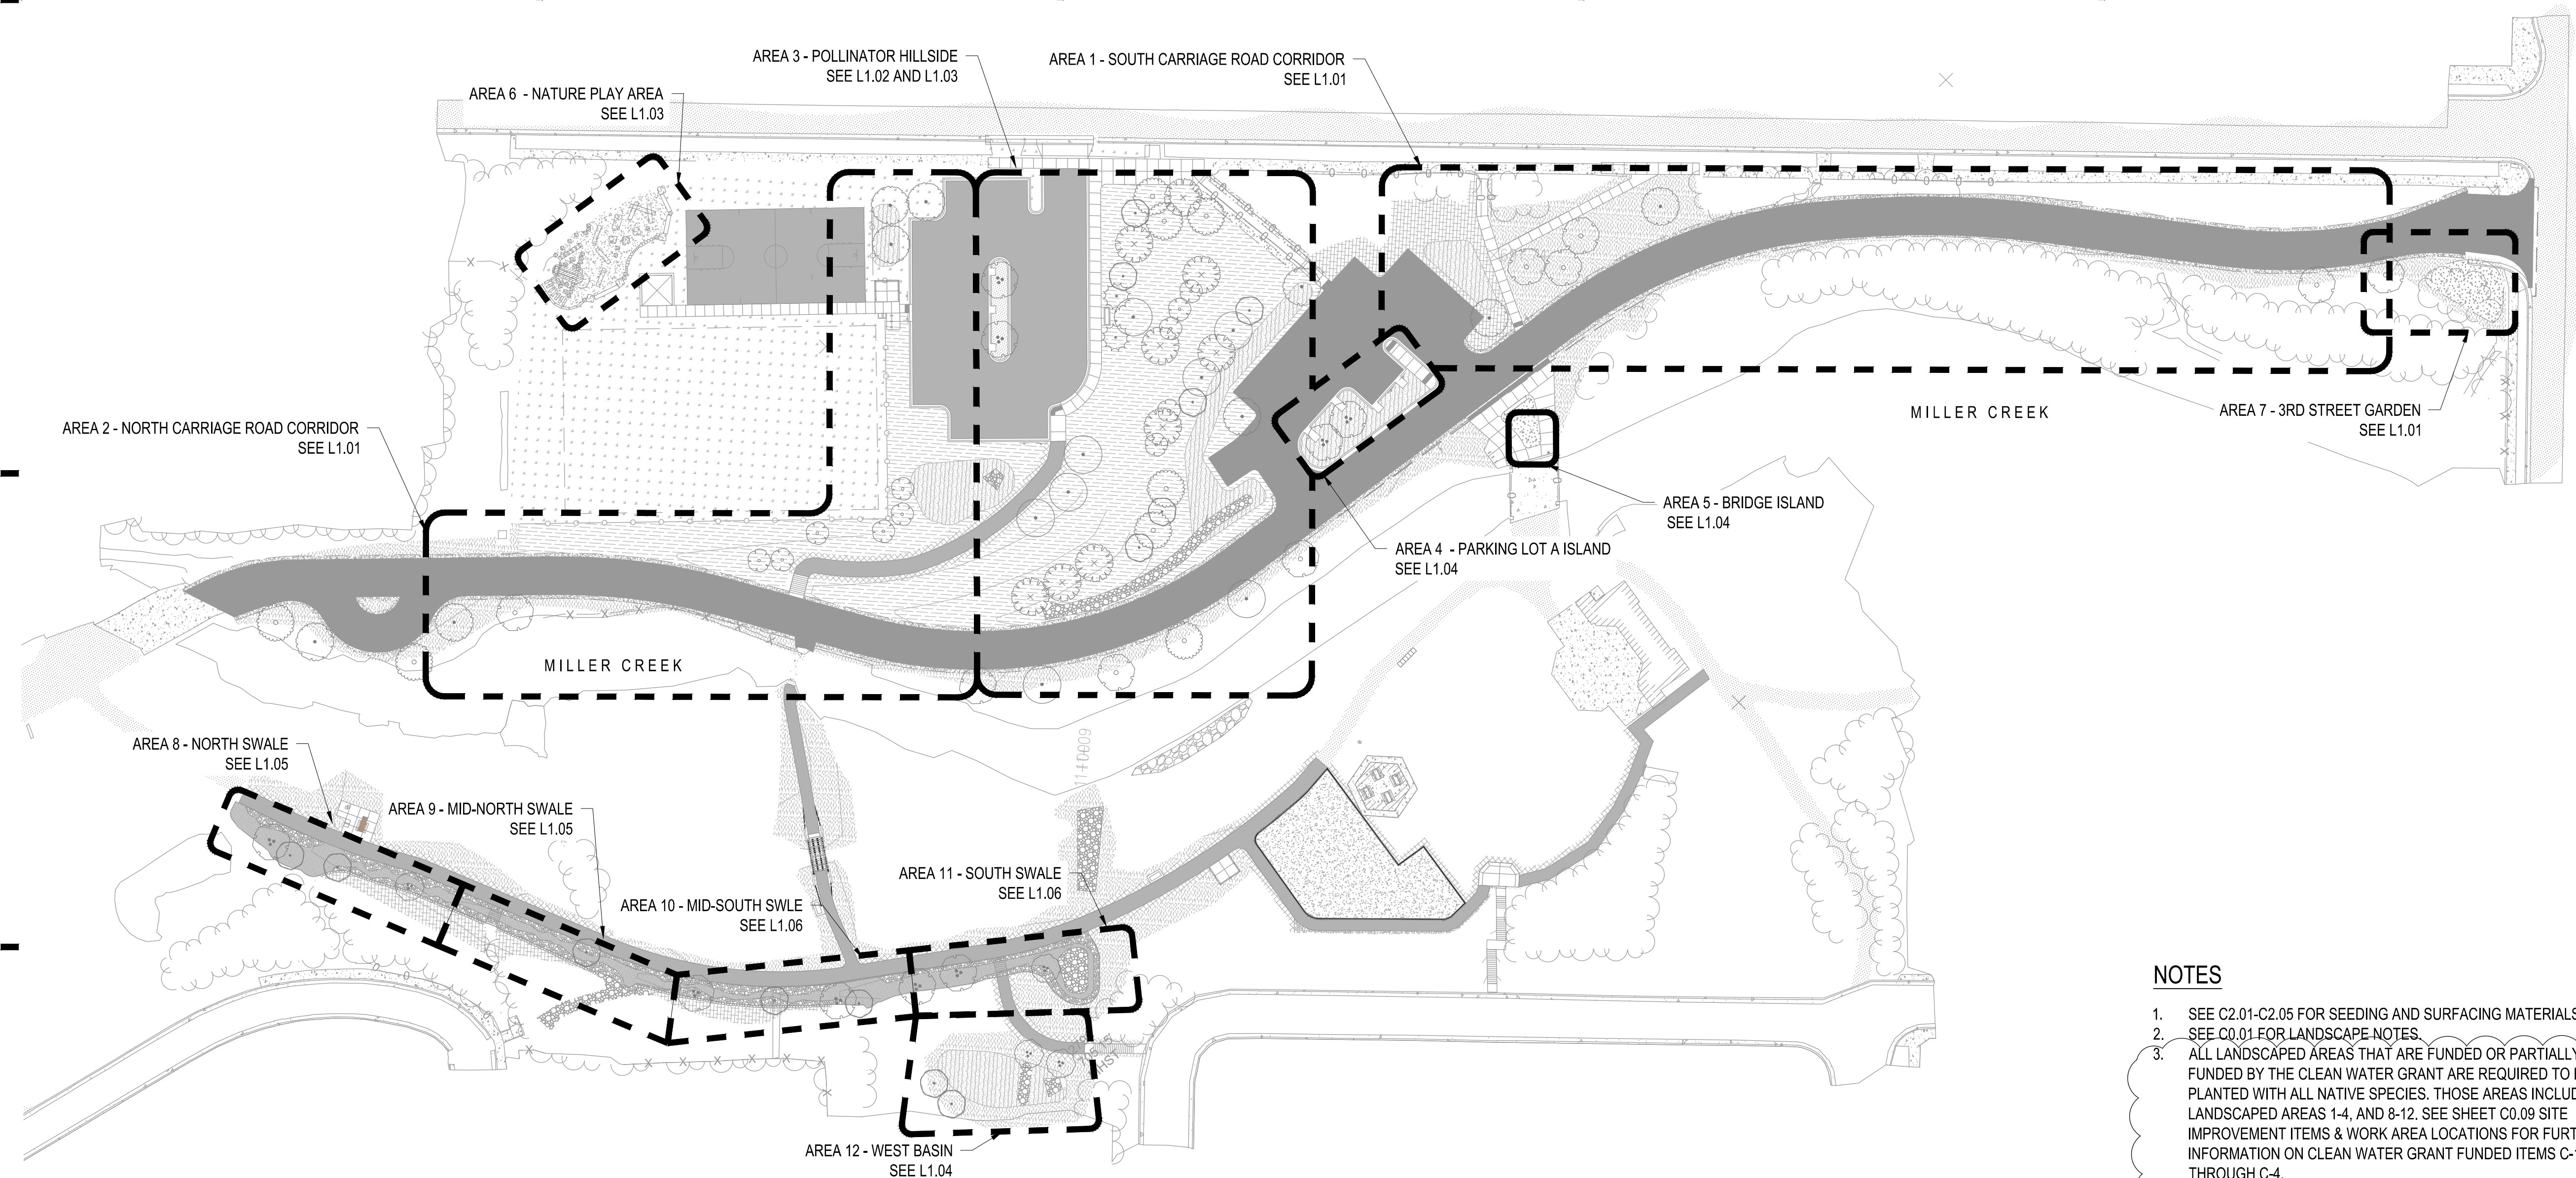 AREA 3 - POLLINATOR HILLSIDE
SEE L1.02 AND L1.03
AREA 1 - SOUTH CARRIAGE ROAD CORRIDOR
SEE L1.01
AREA 6 - NATURE PLAY AREA
SEE L1.03
AREA 2 - NORTH CARRIAGE ROAD CORRIDOR
SEE L1.01
MILLER CREEK
AREA 7 - 3RD STREET GARDEN
SEE L1.01
AREA 5 - BRIDGE ISLAND
SEE L1.04
AREA 4 - PARKING LOT A ISLAND
SEE L1.04
MILLER CREEK
AREA 8 - NORTH SWALE
SEE L1.05
AREA 9 - MID-NORTH SWALE
SEE L1.05
AREA 10 - MID-SOUTH SWLE
SEE L1.06
AREA 11 - SOUTH SWALE
SEE L1.06
AREA 12 - WEST BASIN
SEE L1.04
NOTES
1. SEE C2.01-C2.05 FOR SEEDING AND SURFACING MATERIALS
2. SEE C0.01 FOR LANDSCAPE NOTES.
3. ALL LANDSCAPED AREAS THAT ARE FUNDED OR PARTIALLY
FUNDED BY THE CLEAN WATER GRANT ARE REQUIRED TO
PLANTED WITH ALL NATIVE SPECIES. THOSE AREAS INCLUD
LANDSCAPED AREAS 1-4, AND 8-12. SEE SHEET C0.09 SITE
IMPROVEMENT ITEMS & WORK AREA LOCATIONS FOR FURT
INFORMATION ON CLEAN WATER GRANT FUNDED ITEMS C-
THROUGH C-4.